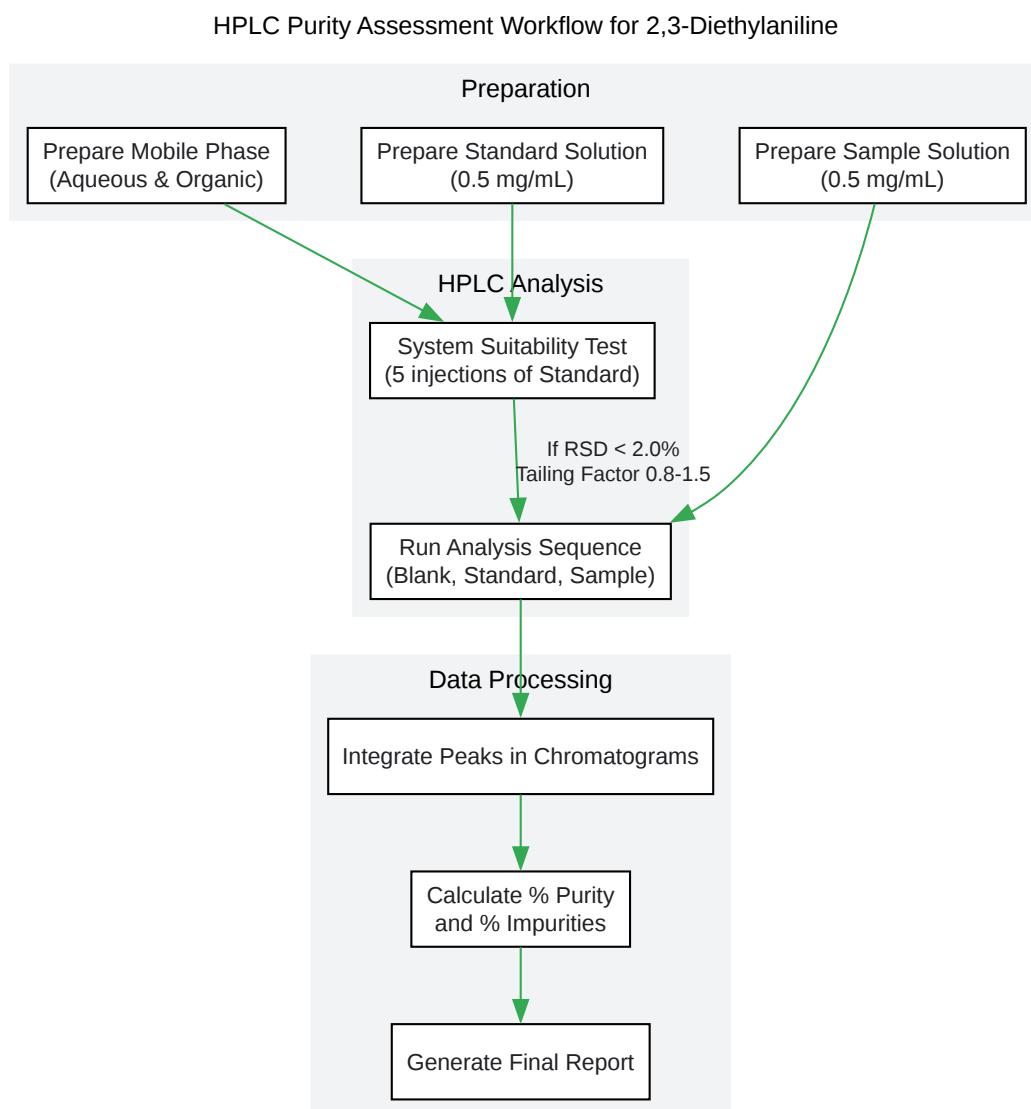 HPLC Purity Assessment Workflow for 2,3-Diethylaniline
Preparation
Prepare Mobile Phase
(Aqueous & Organic)
Prepare Standard Solution
(0.5 mg/mL)
Prepare Sample Solution
(0.5 mg/mL)
HPLC Analysis
System Suitability Test
(5 injections of Standard)
If RSD < 2.0%
Tailing Factor 0.8-1.5
Run Analysis Sequence
(Blank, Standard, Sample)
Data Processing
Integrate Peaks in Chromatograms
Calculate % Purity
and % Impurities
Generate Final Report